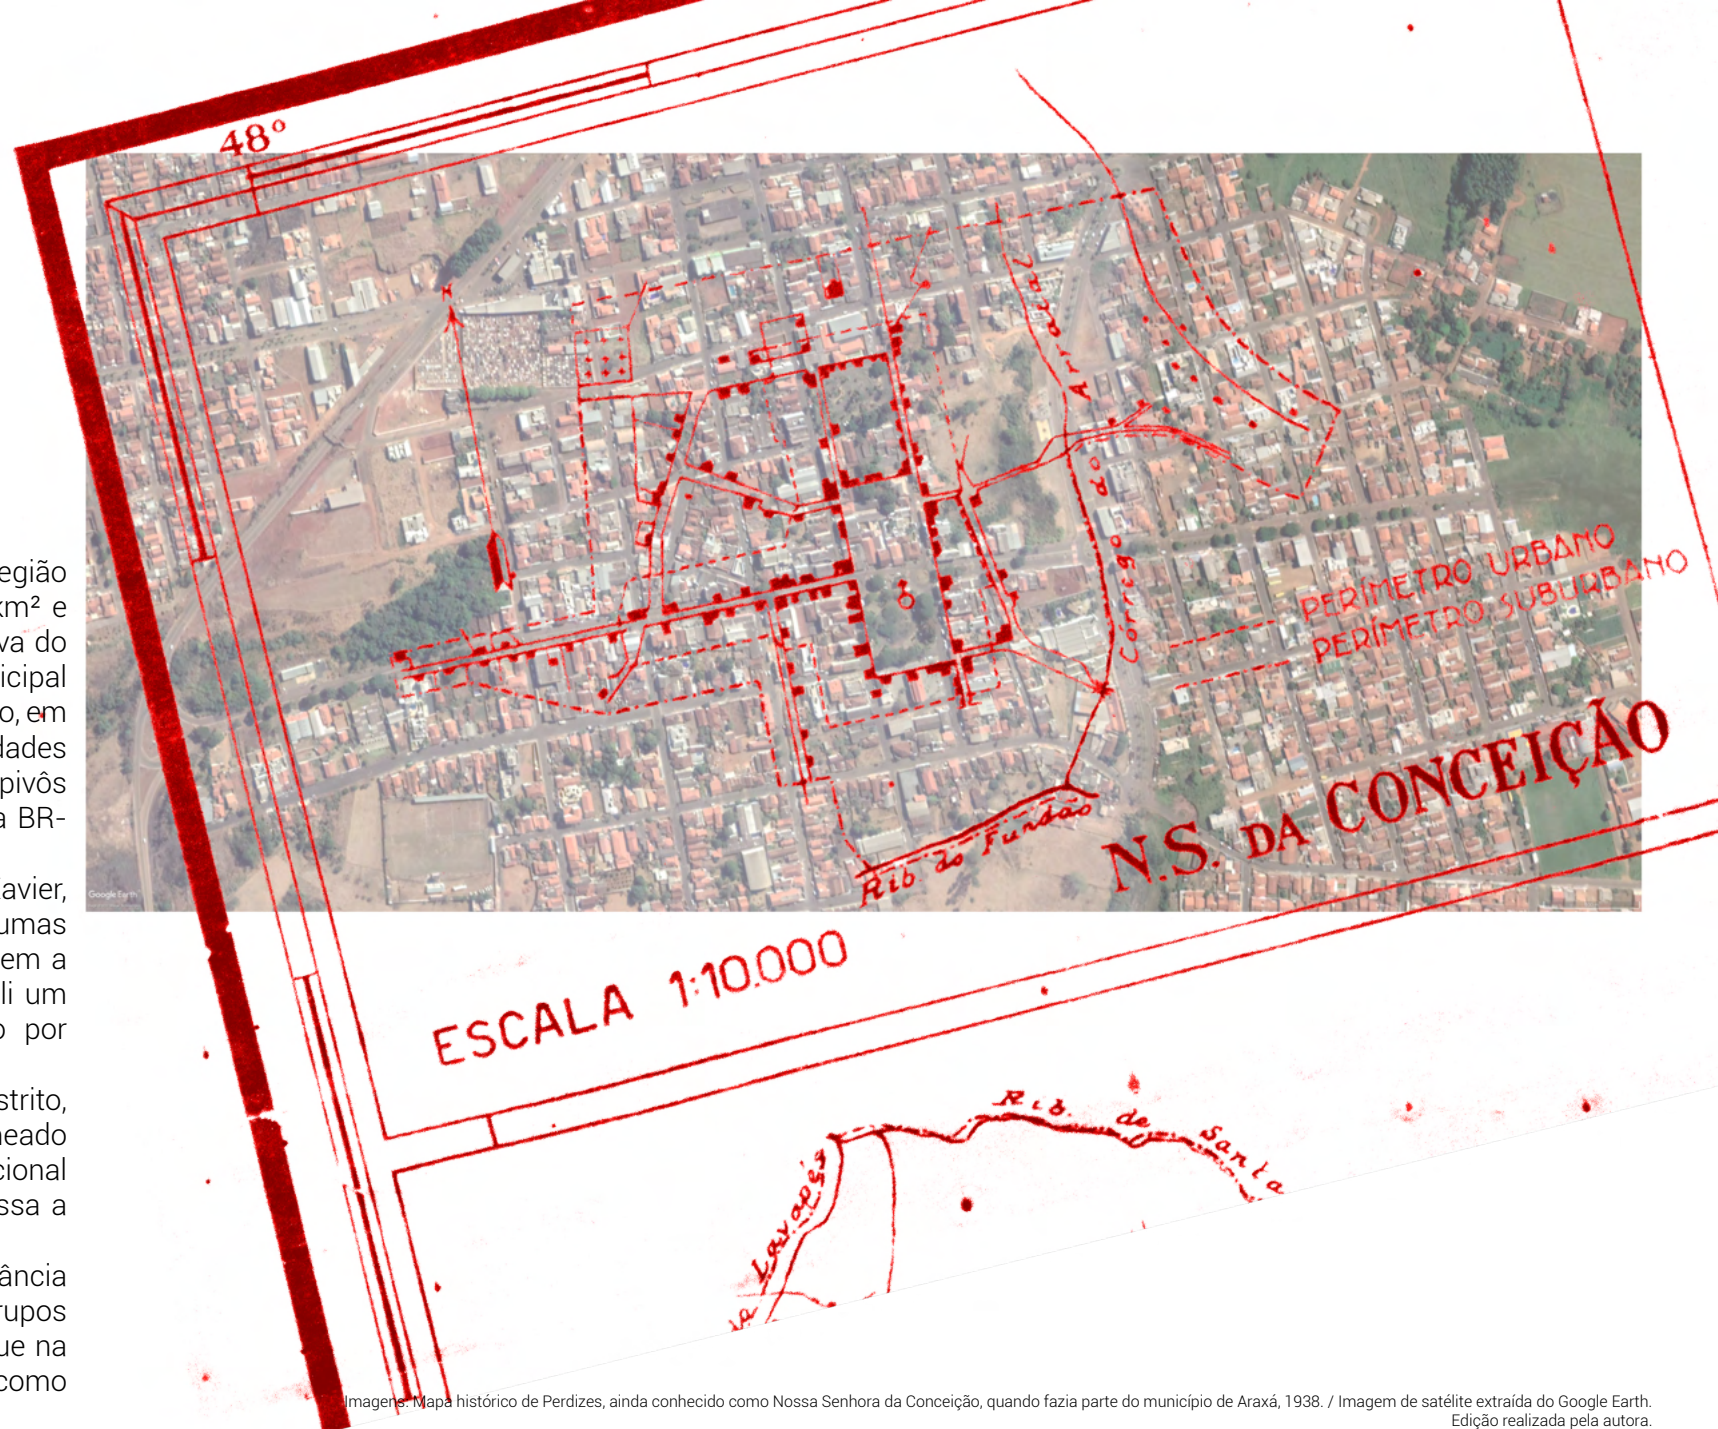 48º
N
Arraial
Corrego do
PERÍMETRO URBANO
PERÍMETRO SUBURBANO
N.S. DA CONCEIÇÃO
Rib. do Fundão
Google Earth
ESCALA 1:10.000
Rib. de Santa
Lavapés
egião
km² e
va do
icipal
o, em
dades
pivôs
a BR-
avier,
umas
em a
li um
o por
strito,
neado
cional
ssa a
ância
rupos
ue na
como
Imagens: Mapa histórico de Perdizes, ainda conhecido como Nossa Senhora da Conceição, quando fazia parte do município de Araxá, 1938. / Imagem de satélite extraída do Google Earth.
Edição realizada pela autora.